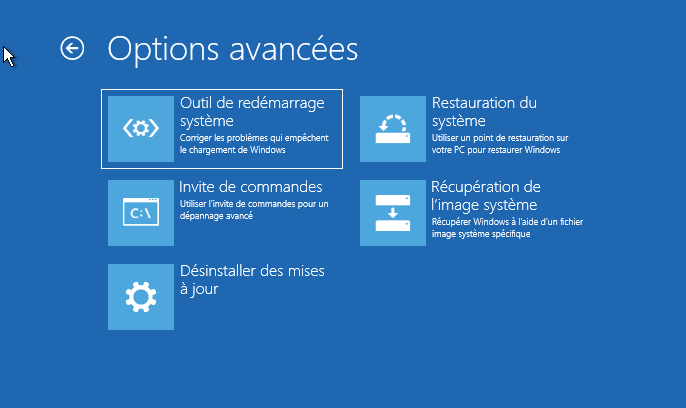 Options avancées
Outil de redémarrage
système
Corriger les problèmes qui empêchent
le chargement de Windows
Restauration du
système
Utiliser un point de restauration sur
votre PC pour restaurer Windows
C:\
Invite de commandes
Utiliser l'invite de commandes pour un
dépannage avancé
Récupération de
l'image système
Récupérer Windows à l'aide d'un fichier
image système spécifique
Désinstaller des mises
à jour